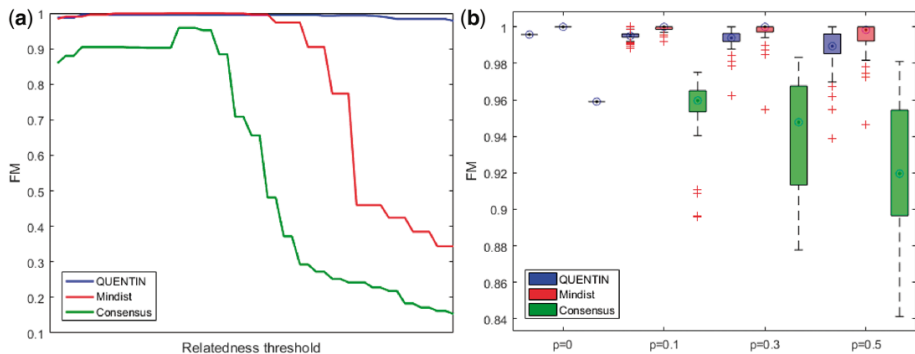 (a)
FM
1
0.9
0.8
0.7
0.6
0.5
0.4
0.3
0.2
0.1
QUENTIN
Mindist
Consensus
Relatedness threshold
(b)
FM
1
0.98
0.96
0.94
0.92
0.9
0.88
0.86
0.84
QUENTIN
Mindist
Consensus
p=0
p=0.1
p=0.3
p=0.5